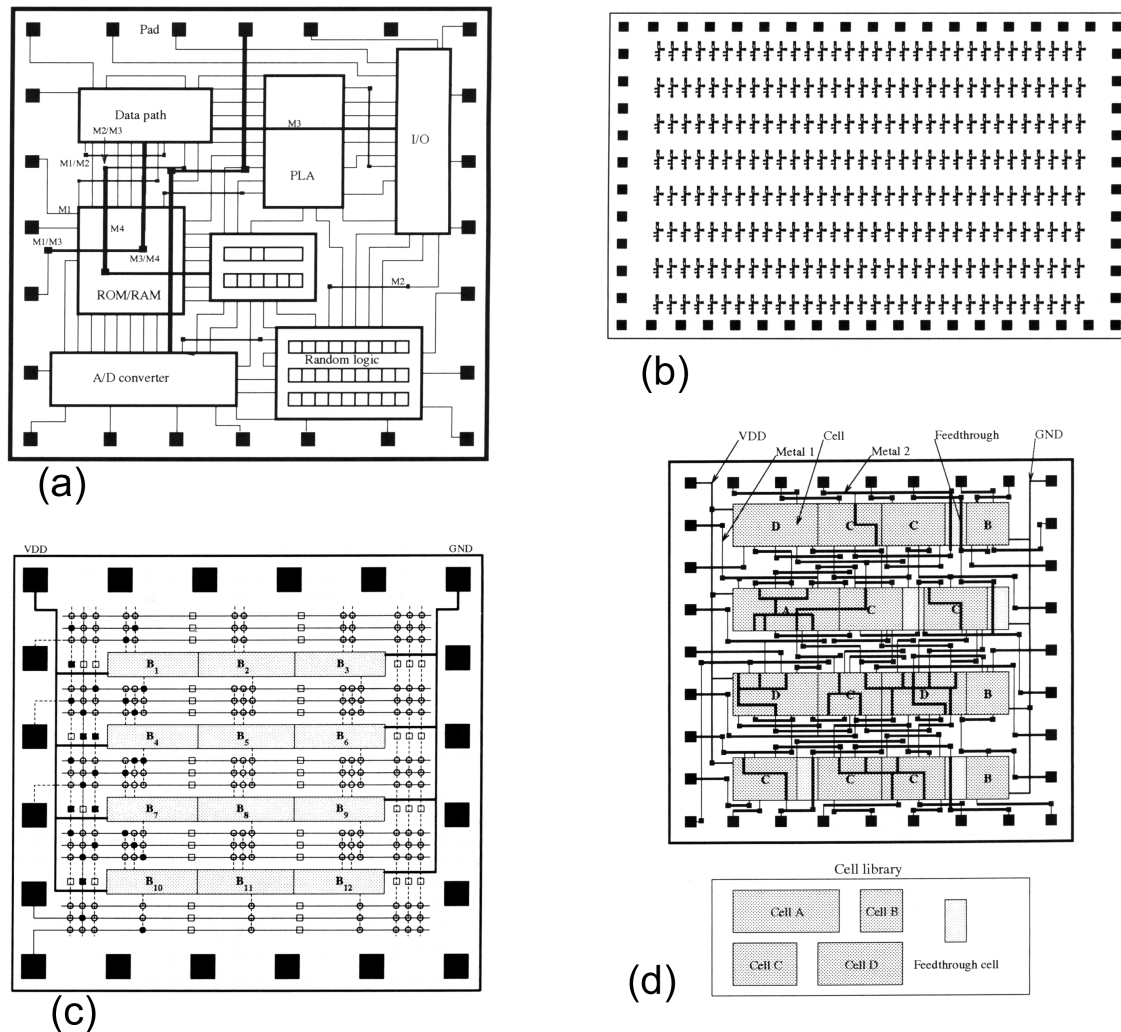 Pad
Data path
M2/M3
M3
I/O
M1/M2
PLA
M1
M4
M1/M3
M3/M4
ROM/RAM
M2
Random logic
A/D converter
(a)
(b)
VDD
Cell
Feedthrough
GND
Metal 1
Metal 2
D C C B
A C C
D C D B
C C C B
Cell library
Cell A Cell B
Cell C Cell D Feedthrough cell
(d)
VDD GND
B1 B2 B3
B4 B5 B6
B7 B8 B9
B10 B11 B12
(c)